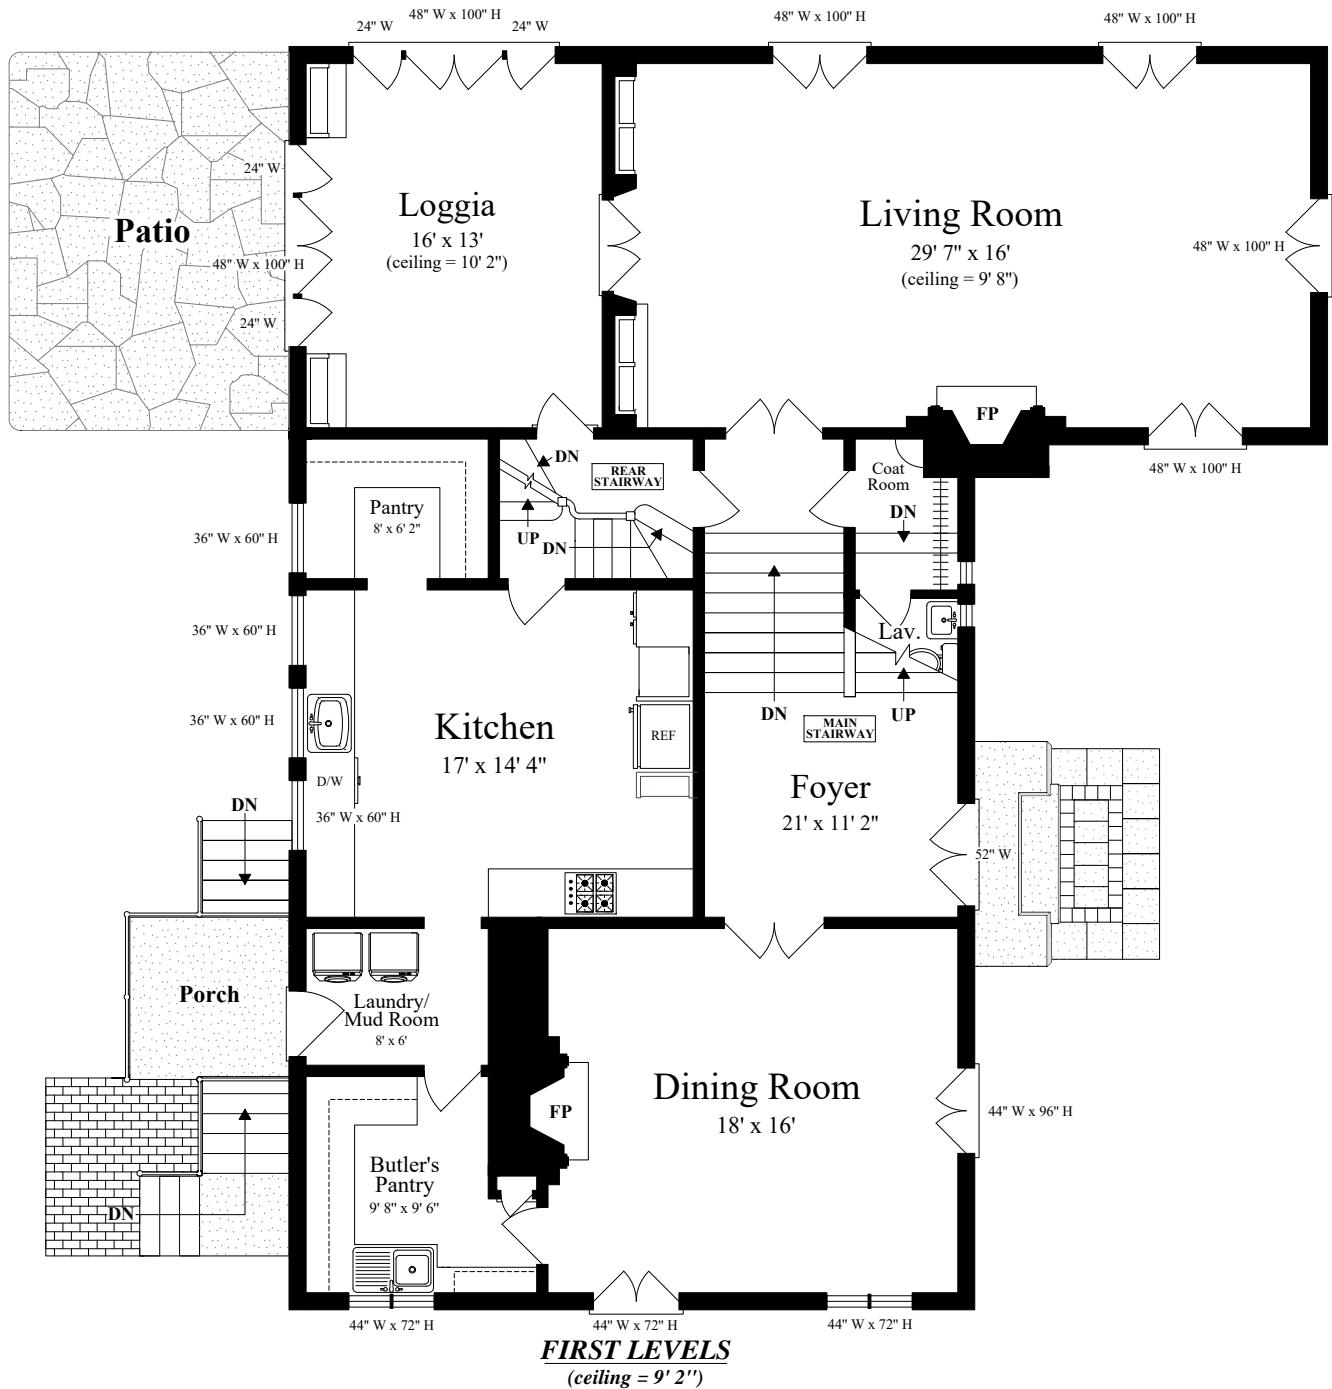 48" W x 100" H
24" W
24" W
48" W x 100" H
48" W x 100" H
24" W
Patio
48" W x 100" H
24" W
Loggia
16' x 13'
(ceiling = 10' 2")
Living Room
29' 7" x 16'
(ceiling = 9' 8")
48" W x 100" H
FP
48" W x 100" H
DN
REAR
STAIRWAY
UP
DN
Coat
Room
DN
Pantry
8' x 6' 2"
36" W x 60" H
36" W x 60" H
36" W x 60" H
Lav.
Kitchen
17' x 14' 4"
REF
D/W
36" W x 60" H
DN
MAIN
STAIRWAY
UP
Foyer
21' x 11' 2"
52" W
DN
Porch
Laundry/
Mud Room
8' x 6'
Dining Room
18' x 16'
FP
44" W x 96" H
Butler's
Pantry
9' 8" x 9' 6"
DN
44" W x 72" H
44" W x 72" H
44" W x 72" H
FIRST LEVELS
(ceiling = 9' 2")